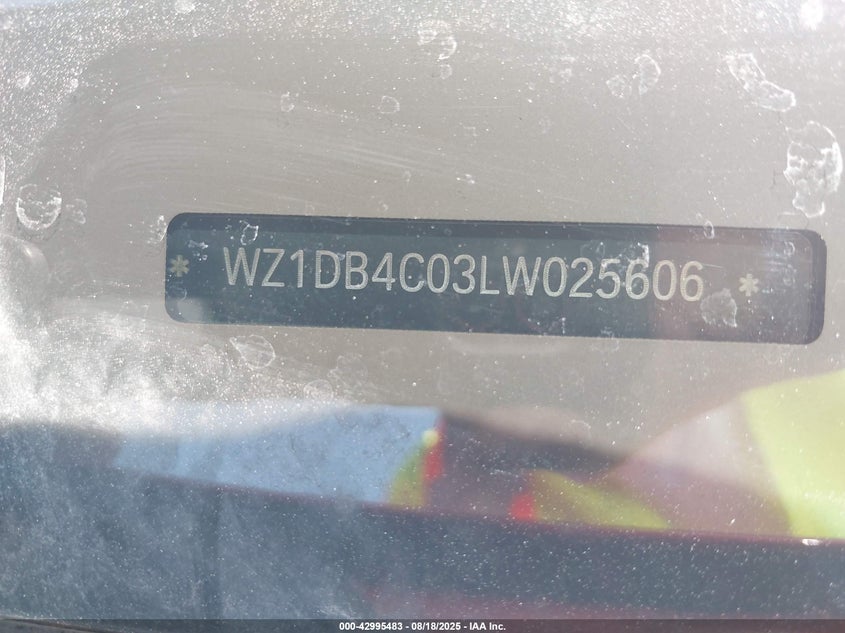 * WZ1DB4C03LW025606 *
000-42995483 - 08/18/2025 - IAA Inc.